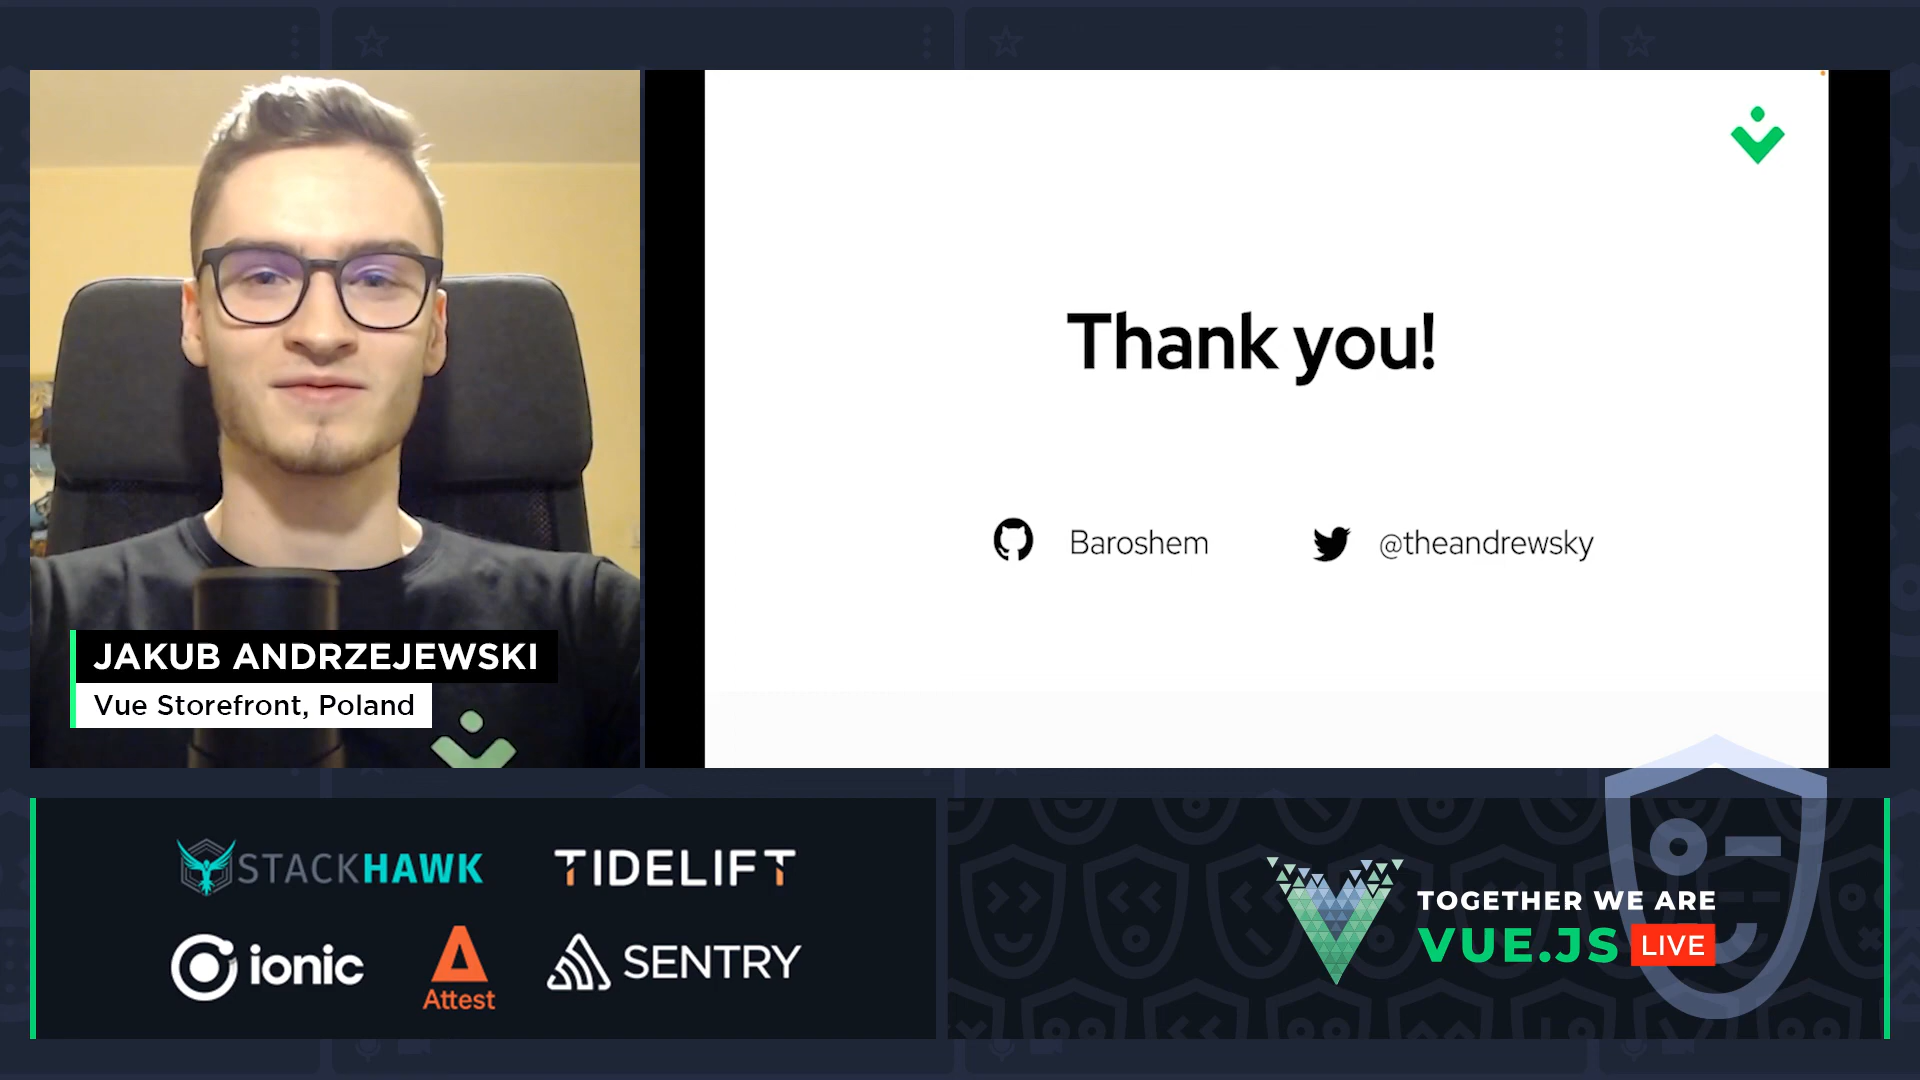 Thank you!
Baroshem
@theandrewsky
JAKUB ANDRZEJEWSKI
Vue Storefront, Poland
STACKHAWK
TIDELIFT
ionic
Attest
SENTRY
TOGETHER WE ARE
VUE.JS LIVE